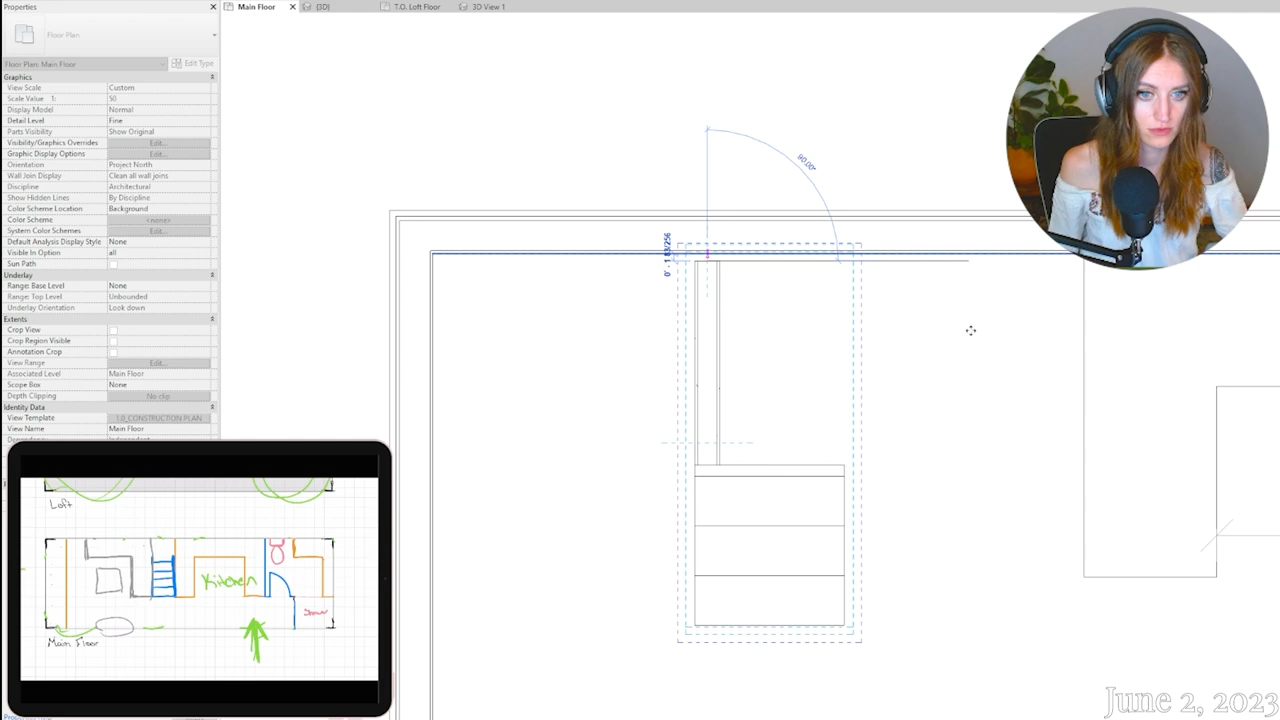 Properties
Main Floor
[3D]
T.O. Loft Floor
3D View 1
Floor Plan
Floor Plan: Main Floor
Edit Type
Graphics
View Scale Custom
Scale Value 1: 50
Display Model Normal
Detail Level Fine
Parts Visibility Show Original
Visibility/Graphics Overrides Edit...
Graphic Display Options Edit...
Orientation Project North
Wall Join Display Clean all wall joins
Discipline Architectural
Show Hidden Lines By Discipline
Color Scheme Location Background
Color Scheme <none>
System Color Schemes Edit...
Default Analysis Display Style None
Visible In Option all
Sun Path
Underlay
Range: Base Level None
Range: Top Level Unbounded
Underlay Orientation Look down
Extents
Crop View
Crop Region Visible
Annotation Crop
View Range Edit...
Associated Level Main Floor
Scope Box None
Depth Clipping No clip
Identity Data
View Template 1.0_CONSTRUCTION PLAN
View Name Main Floor
90.00°
Loft
Kitchen
Main Floor
June 2, 2023